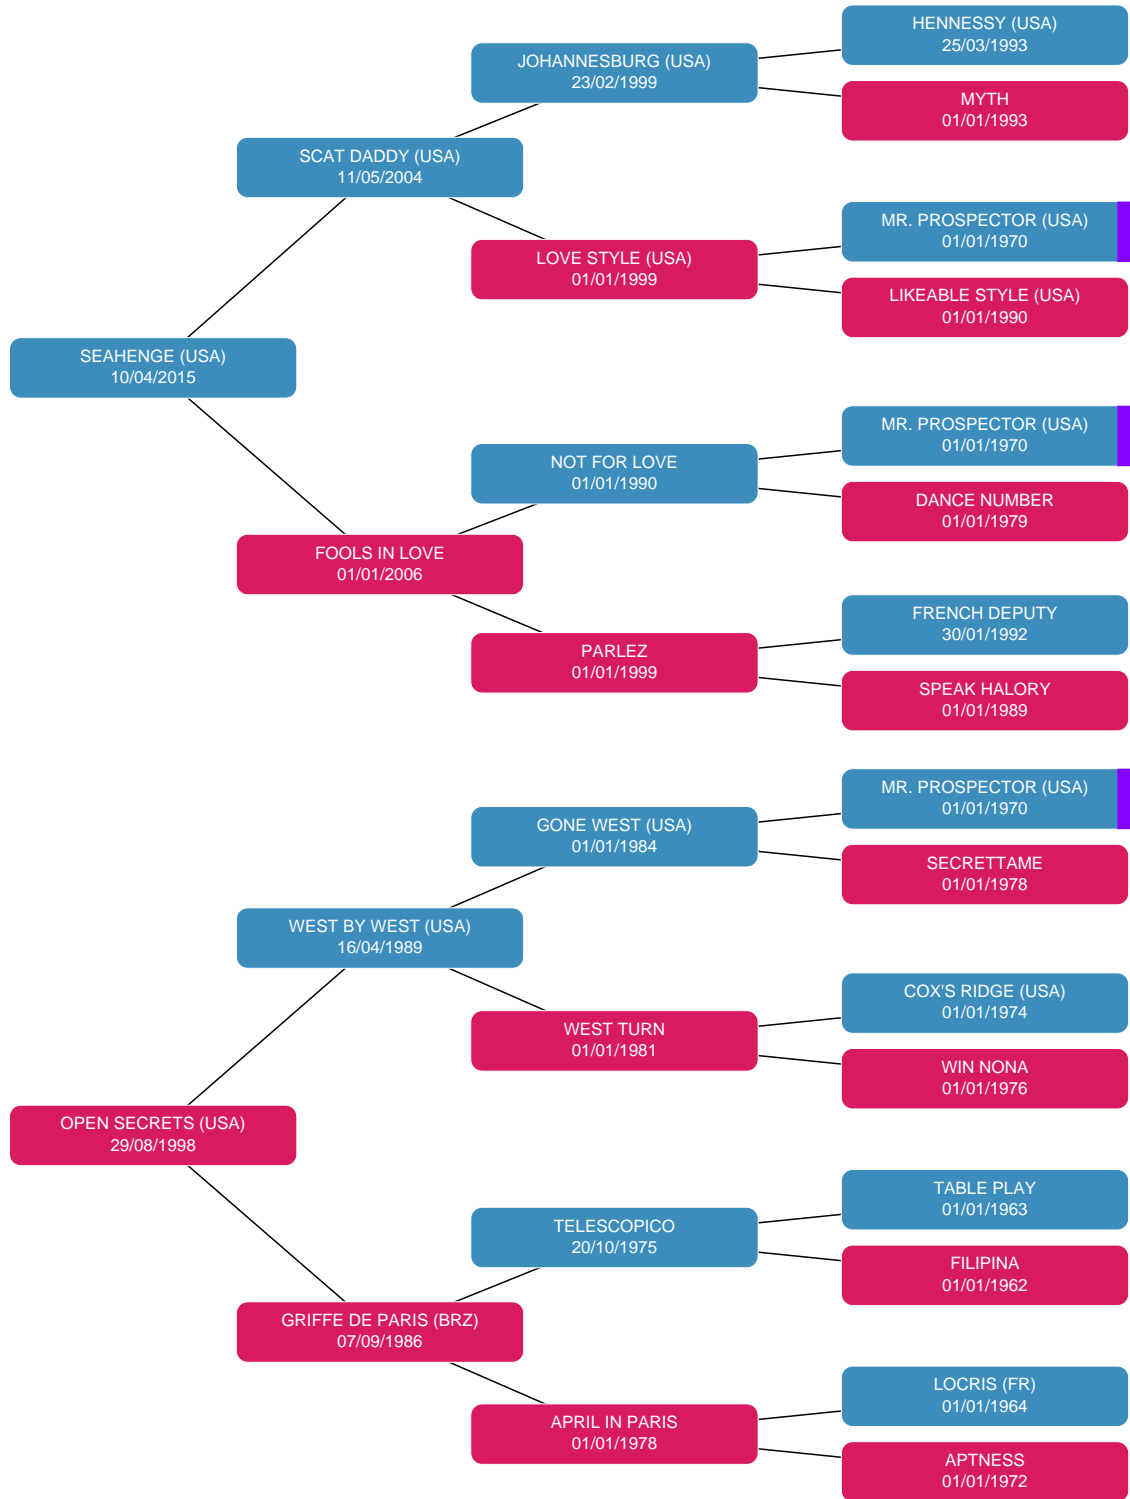 HENNESSY (USA)
25/03/1993
JOHANNESBURG (USA)
23/02/1999
MYTH
01/01/1993
SCAT DADDY (USA)
11/05/2004
MR. PROSPECTOR (USA)
01/01/1970
LOVE STYLE (USA)
01/01/1999
LIKEABLE STYLE (USA)
01/01/1990
SEAHENGE (USA)
10/04/2015
MR. PROSPECTOR (USA)
01/01/1970
NOT FOR LOVE
01/01/1990
DANCE NUMBER
01/01/1979
FOOLS IN LOVE
01/01/2006
FRENCH DEPUTY
30/01/1992
PARLEZ
01/01/1999
SPEAK HALORY
01/01/1989
MR. PROSPECTOR (USA)
01/01/1970
GONE WEST (USA)
01/01/1984
SECRETTAME
01/01/1978
WEST BY WEST (USA)
16/04/1989
COX'S RIDGE (USA)
01/01/1974
WEST TURN
01/01/1981
WIN NONA
01/01/1976
OPEN SECRETS (USA)
29/08/1998
TABLE PLAY
01/01/1963
TELESCOPICO
20/10/1975
FILIPINA
01/01/1962
GRIFFE DE PARIS (BRZ)
07/09/1986
LOCRIS (FR)
01/01/1964
APRIL IN PARIS
01/01/1978
APTNESS
01/01/1972